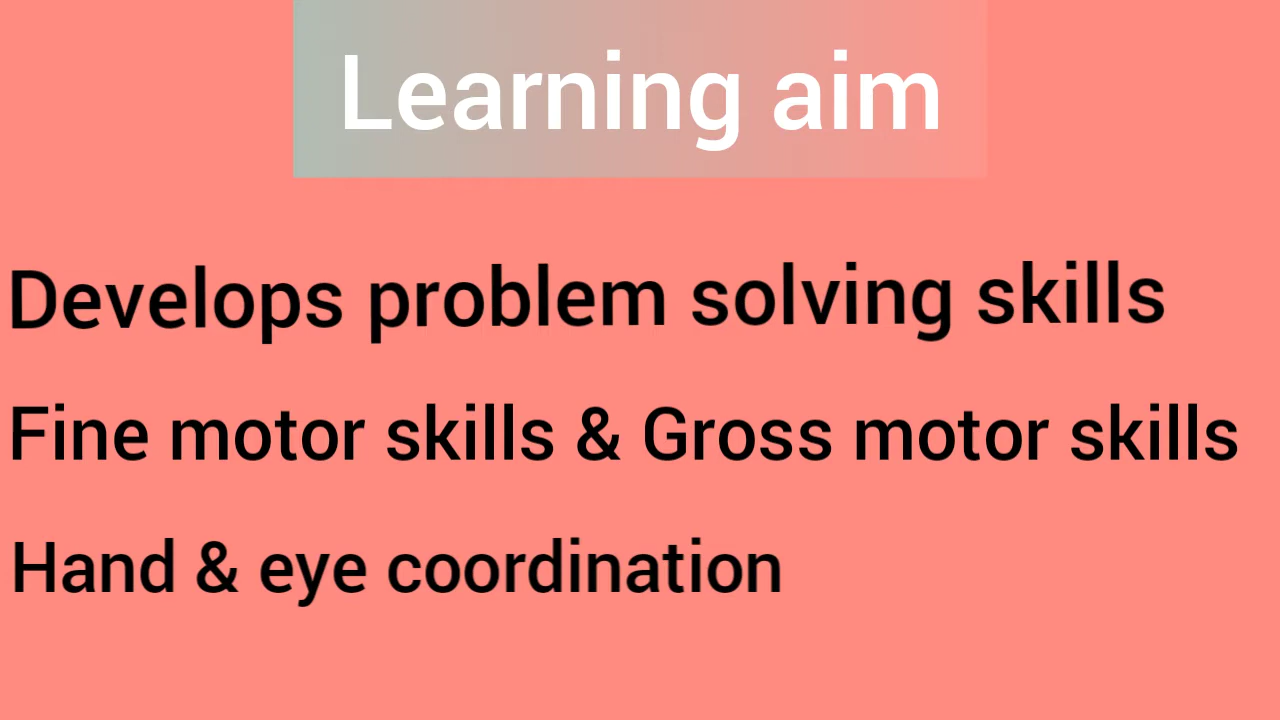 Learning aim
Develops problem solving skills
Fine motor skills & Gross motor skills
Hand & eye coordination